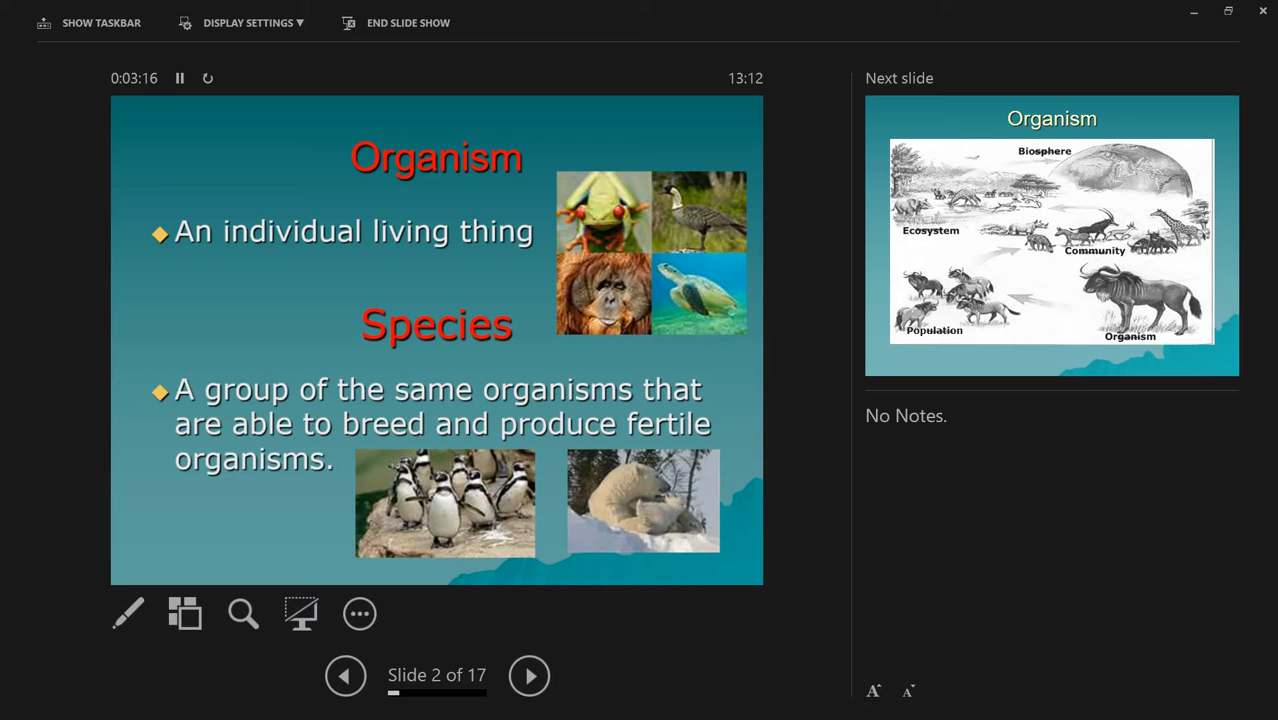 SHOW TASKBAR
DISPLAY SETTINGS ▼
END SLIDE SHOW
0:03:16
13:12
Organism
An individual living thing
Species
A group of the same organisms that
are able to breed and produce fertile
organisms.
Slide 2 of 17
Next slide
Organism
Biosphere
Ecosystem
Community
Population
Organism
No Notes.
A
A